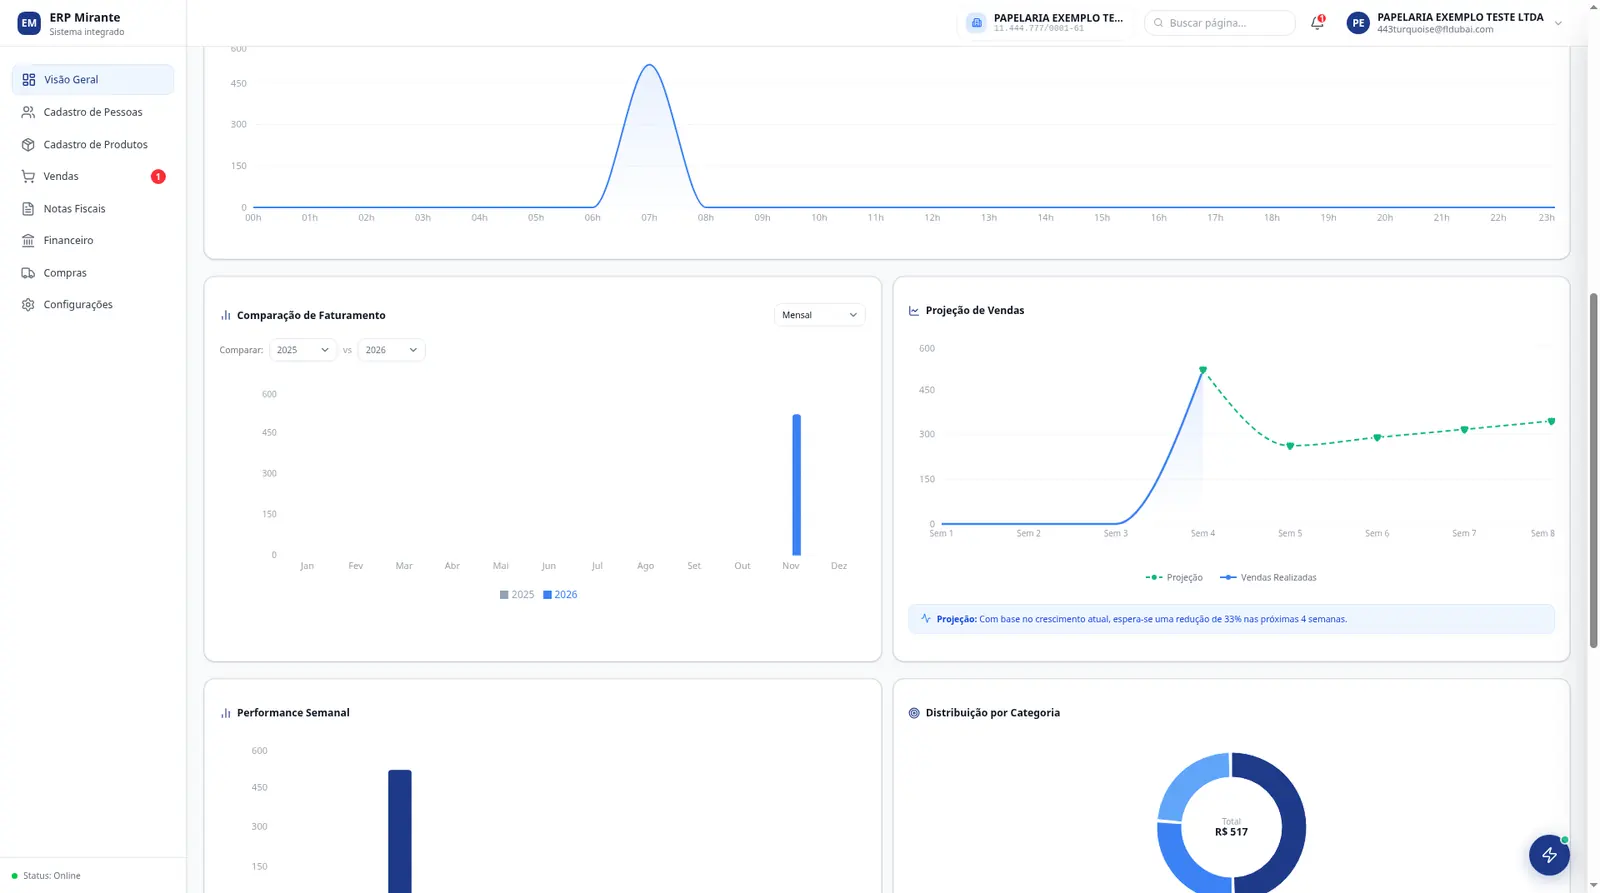 EM
ERP Mirante
Sistema integrado
PAPELARIA EXEMPLO TE...
11.444.777/0001-61
Buscar página...
1
PE
PAPELARIA EXEMPLO TESTE LTDA
443turquoise@fldubai.com
Visão Geral
Cadastro de Pessoas
Cadastro de Produtos
Vendas
1
Notas Fiscais
Financeiro
Compras
Configurações
Status: Online
600
450
300
150
0
00h 01h 02h 03h 04h 05h 06h 07h 08h 09h 10h 11h 12h 13h 14h 15h 16h 17h 18h 19h 20h 21h 22h 23h
Comparação de Faturamento
Mensal
Comparar: 2025 vs 2026
600
450
300
150
0
Jan Fev Mar Abr Mai Jun Jul Ago Set Out Nov Dez
2025 2026
Projeção de Vendas
600
450
300
150
0
Sem 1 Sem 2 Sem 3 Sem 4 Sem 5 Sem 6 Sem 7 Sem 8
Projeção Vendas Realizadas
Projeção: Com base no crescimento atual, espera-se uma redução de 33% nas próximas 4 semanas.
Performance Semanal
600
450
300
150
Distribuição por Categoria
Total
R$ 517